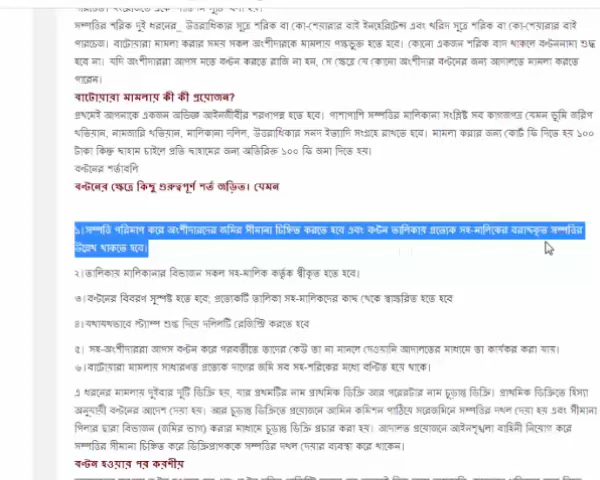 সম্পত্তির শরিক দুই ধরনের_ উত্তরাধিকার সূত্রে শরিক বা কো-শেয়ারার বাই ইনহেরিটেন্স এবং খরিদ সূত্রে শরিক বা কো-শেয়ারার বাই
পারচেজ। বাটোয়ারা মামলা করার সময় সকল অংশীদারকে মামলায় পক্ষভুক্ত হতে হবে। কোনো একজন শরিক বাদ থাকলে বণ্টননামা শুদ্ধ
হবে না। যদি অংশীদাররা আপস মতে বণ্টন করতে রাজি না হন, সে ক্ষেত্রে যে কোনো অংশীদার বণ্টনের জন্য আদালতে মামলা করতে
পারেন।
বাটোয়ারা মামলায় কী কী প্রয়োজন?
প্রথমেই আপনাকে একজন অভিজ্ঞ আইনজীবীর শরণাপন্ন হতে হবে। পাশাপাশি সম্পত্তির মালিকানা সংশ্লিষ্ট সব কাগজপত্র যেমন ভূমি জরিপ
খতিয়ান, নামজারি খতিয়ান, মালিকানা দলিল, উত্তরাধিকার সনদ ইত্যাদি সংগ্রহে রাখতে হবে। মামলা করার জন্য কোর্ট ফি দিতে হয় ১০০
টাকা কিন্তু ছাহাম চাইলে প্রতি ছাহামের জন্য অতিরিক্ত ১০০ ফি জমা দিতে হয়।
বণ্টনের শর্তাবলি
বণ্টনের ক্ষেত্রে কিছু গুরুত্বপূর্ণ শর্ত জড়িত। যেমন
১। সম্পত্তি পরিমাপ করে অংশীদারদের জমির সীমানা চিহ্নিত করতে হবে এবং বণ্টন তালিকায় প্রত্যেক সহ-মালিকের বরাদ্দকৃত সম্পত্তির
উল্লেখ থাকতে হবে।
২। তালিকায় মালিকানার বিভাজন সকল সহ-মালিক কর্তৃক স্বীকৃত হতে হবে।
৩। বণ্টনের বিবরণ সুস্পষ্ট হতে হবে; প্রত্যেকটি তালিকা সহ-মালিকদের কাছ থেকে স্বাক্ষরিত হতে হবে
৪। যথাযথভাবে স্ট্যাম্প শুল্ক দিয়ে দলিলটি রেজিস্ট্রি করতে হবে
৫। সহ-অংশীদাররা আপস বণ্টন করে পরবর্তীতে তাদের কেউ তা না মানলে দেওয়ানি আদালতের মাধ্যমে তা কার্যকর করা যায়।
৬। বাটোয়ারা মামলায় সাধারণত প্রত্যেক দাগের জমি সব সহ-শরিকের মধ্যে বণ্টিত হয়ে থাকে।
এ ধরনের মামলায় দুইবার দুটি ডিক্রি হয়, যার প্রথমটির নাম প্রাথমিক ডিক্রি আর পরেরটার নাম চূড়ান্ত ডিক্রি। প্রাথমিক ডিক্রিতে হিস্যা
অনুযায়ী বণ্টনের আদেশ দেয়া হয়। আর চূড়ান্ত ডিক্রিতে প্রয়োজনে আমিন কমিশন পাঠিয়ে সরেজমিনে সম্পত্তির দখল দেয়া হয় এবং সীমানা
পিলার দ্বারা বিভাজন (জমির ভাগ) করার মাধ্যমে চূড়ান্ত ডিক্রি প্রচার করা হয়। আদালত প্রয়োজনে আইনশৃঙ্খলা বাহিনী নিয়োগ করে
সম্পত্তির সীমানা চিহ্নিত করে ডিক্রিপ্রাপককে সম্পত্তির দখল দেয়ার ব্যবস্থা করে থাকেন।
বণ্টন হওয়ার পর করণীয়